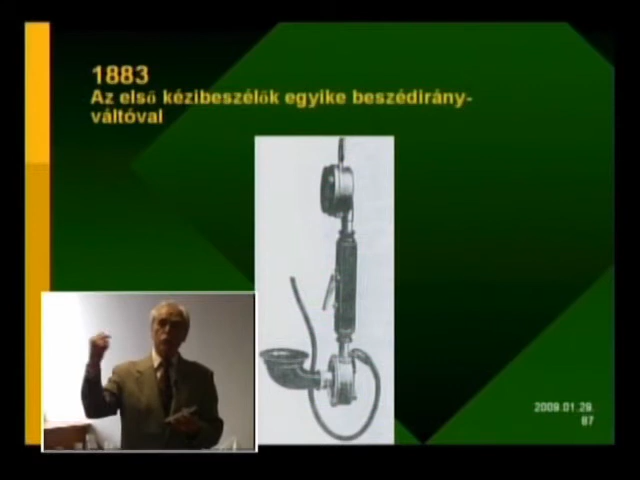 1883
Az első kézibeszélők egyike beszédirány-
váltóval
2009.01.29.
87